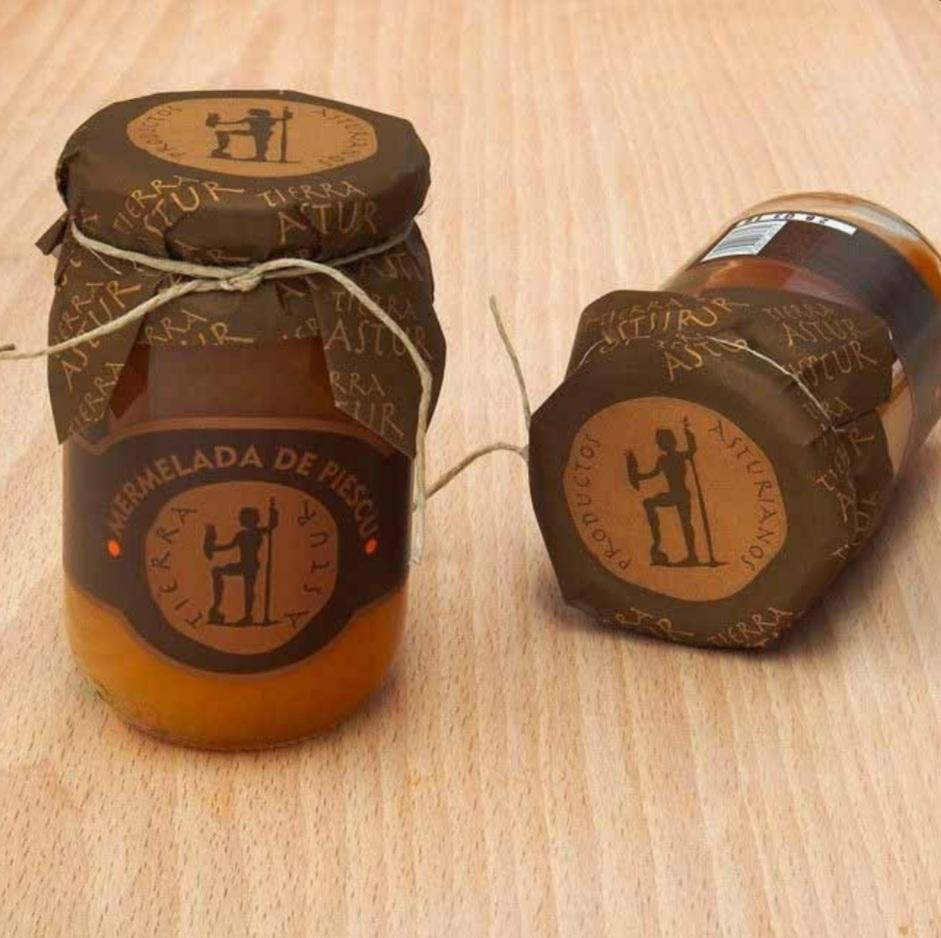 PRODUCTOS ASTURIANOS
TIERRA
ASTUR
TIERRA
ASTUR
TIERRA
ASTUR
TIERRA
ASTUR
MERMELADA DE PIESCU
TIERRA ASTUR
TIERRA
ASTUR
TIERRA
ASTUR
PRODUCTOS ASTURIANOS
TIERRA